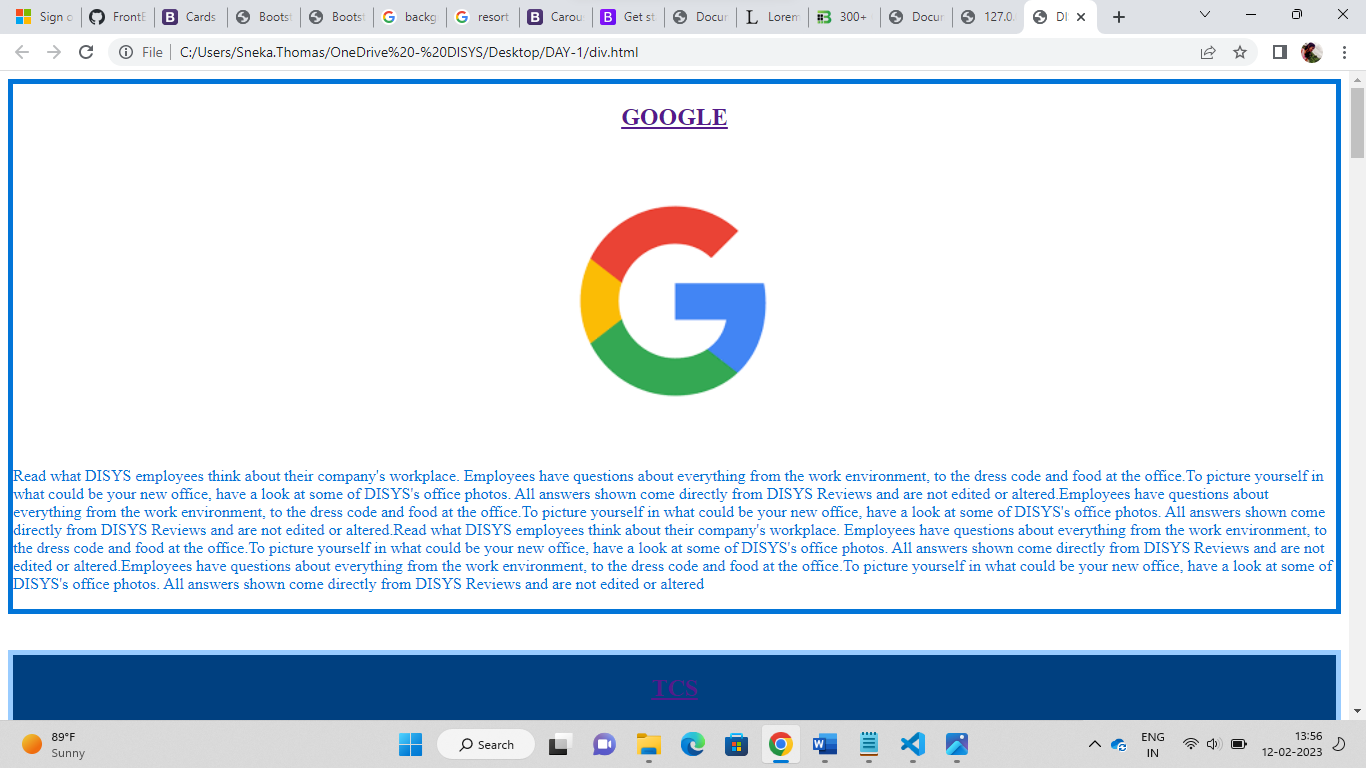 Sign o
FrontE
Cards
Boots
Boots
backg
resort
Carou
Get st
Docur
Lorem
300+
Docur
127.0.
DI
File
C:/Users/Sneka.Thomas/OneDrive%20-%20DISYS/Desktop/DAY-1/div.html
GOOGLE
Read what DISYS employees think about their company's workplace. Employees have questions about everything from the work environment, to the dress code and food at the office.To picture yourself in
what could be your new office, have a look at some of DISYS's office photos. All answers shown come directly from DISYS Reviews and are not edited or altered.Employees have questions about
everything from the work environment, to the dress code and food at the office.To picture yourself in what could be your new office, have a look at some of DISYS's office photos. All answers shown come
directly from DISYS Reviews and are not edited or altered.Read what DISYS employees think about their company's workplace. Employees have questions about everything from the work environment, to
the dress code and food at the office.To picture yourself in what could be your new office, have a look at some of DISYS's office photos. All answers shown come directly from DISYS Reviews and are not
edited or altered.Employees have questions about everything from the work environment, to the dress code and food at the office.To picture yourself in what could be your new office, have a look at some of
DISYS's office photos. All answers shown come directly from DISYS Reviews and are not edited or altered
TCS
89°F
Sunny
Search
ENG
IN
13:56
12-02-2023